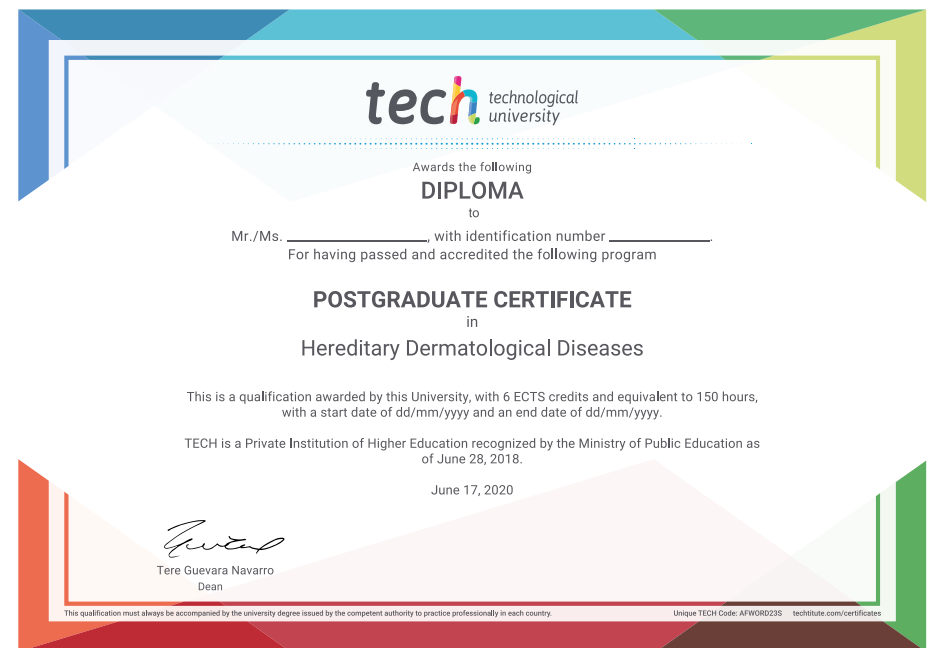 tech technological
university
Awards the following
DIPLOMA
to
Mr./Ms. ____________, with identification number _________.
For having passed and accredited the following program
POSTGRADUATE CERTIFICATE
in
Hereditary Dermatological Diseases
This is a qualification awarded by this University, with 6 ECTS credits and equivalent to 150 hours,
with a start date of dd/mm/yyyy and an end date of dd/mm/yyyy.
TECH is a Private Institution of Higher Education recognized by the Ministry of Public Education as
of June 28, 2018.
June 17, 2020
Tere Guevara Navarro
Dean
This qualification must always be accompanied by the university degree issued by the competent authority to practice professionally in each country. Unique TECH Code: AFWORD23S techtitute.com/certificates